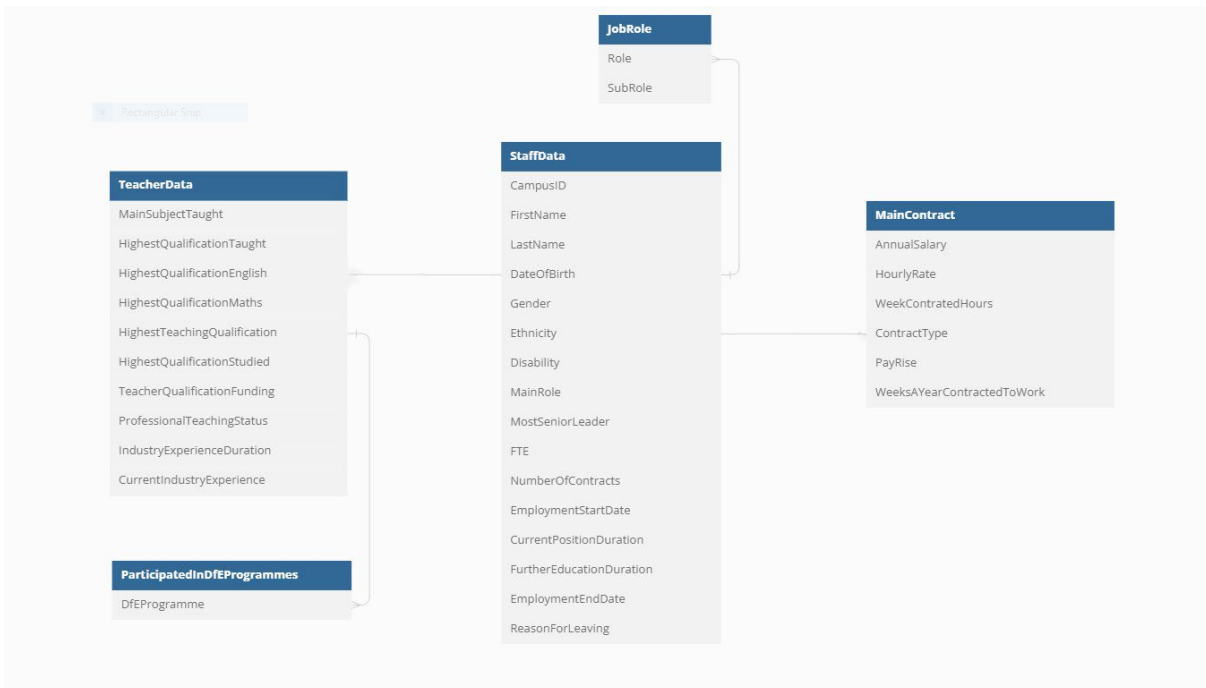 JobRole
Role
SubRole
Rectangular Snip
TeacherData
MainSubjectTaught
HighestQualificationTaught
HighestQualificationEnglish
HighestQualificationMaths
HighestTeachingQualification
HighestQualificationStudied
TeacherQualificationFunding
ProfessionalTeachingStatus
IndustryExperienceDuration
CurrentIndustryExperience
ParticipatedInDfEProgrammes
DfEProgramme
StaffData
CampusID
FirstName
LastName
DateOfBirth
Gender
Ethnicity
Disability
MainRole
MostSeniorLeader
FTE
NumberOfContracts
EmploymentStartDate
CurrentPositionDuration
FurtherEducationDuration
EmploymentEndDate
ReasonForLeaving
MainContract
AnnualSalary
HourlyRate
WeekContratedHours
ContractType
PayRise
WeeksAYearContractedToWork